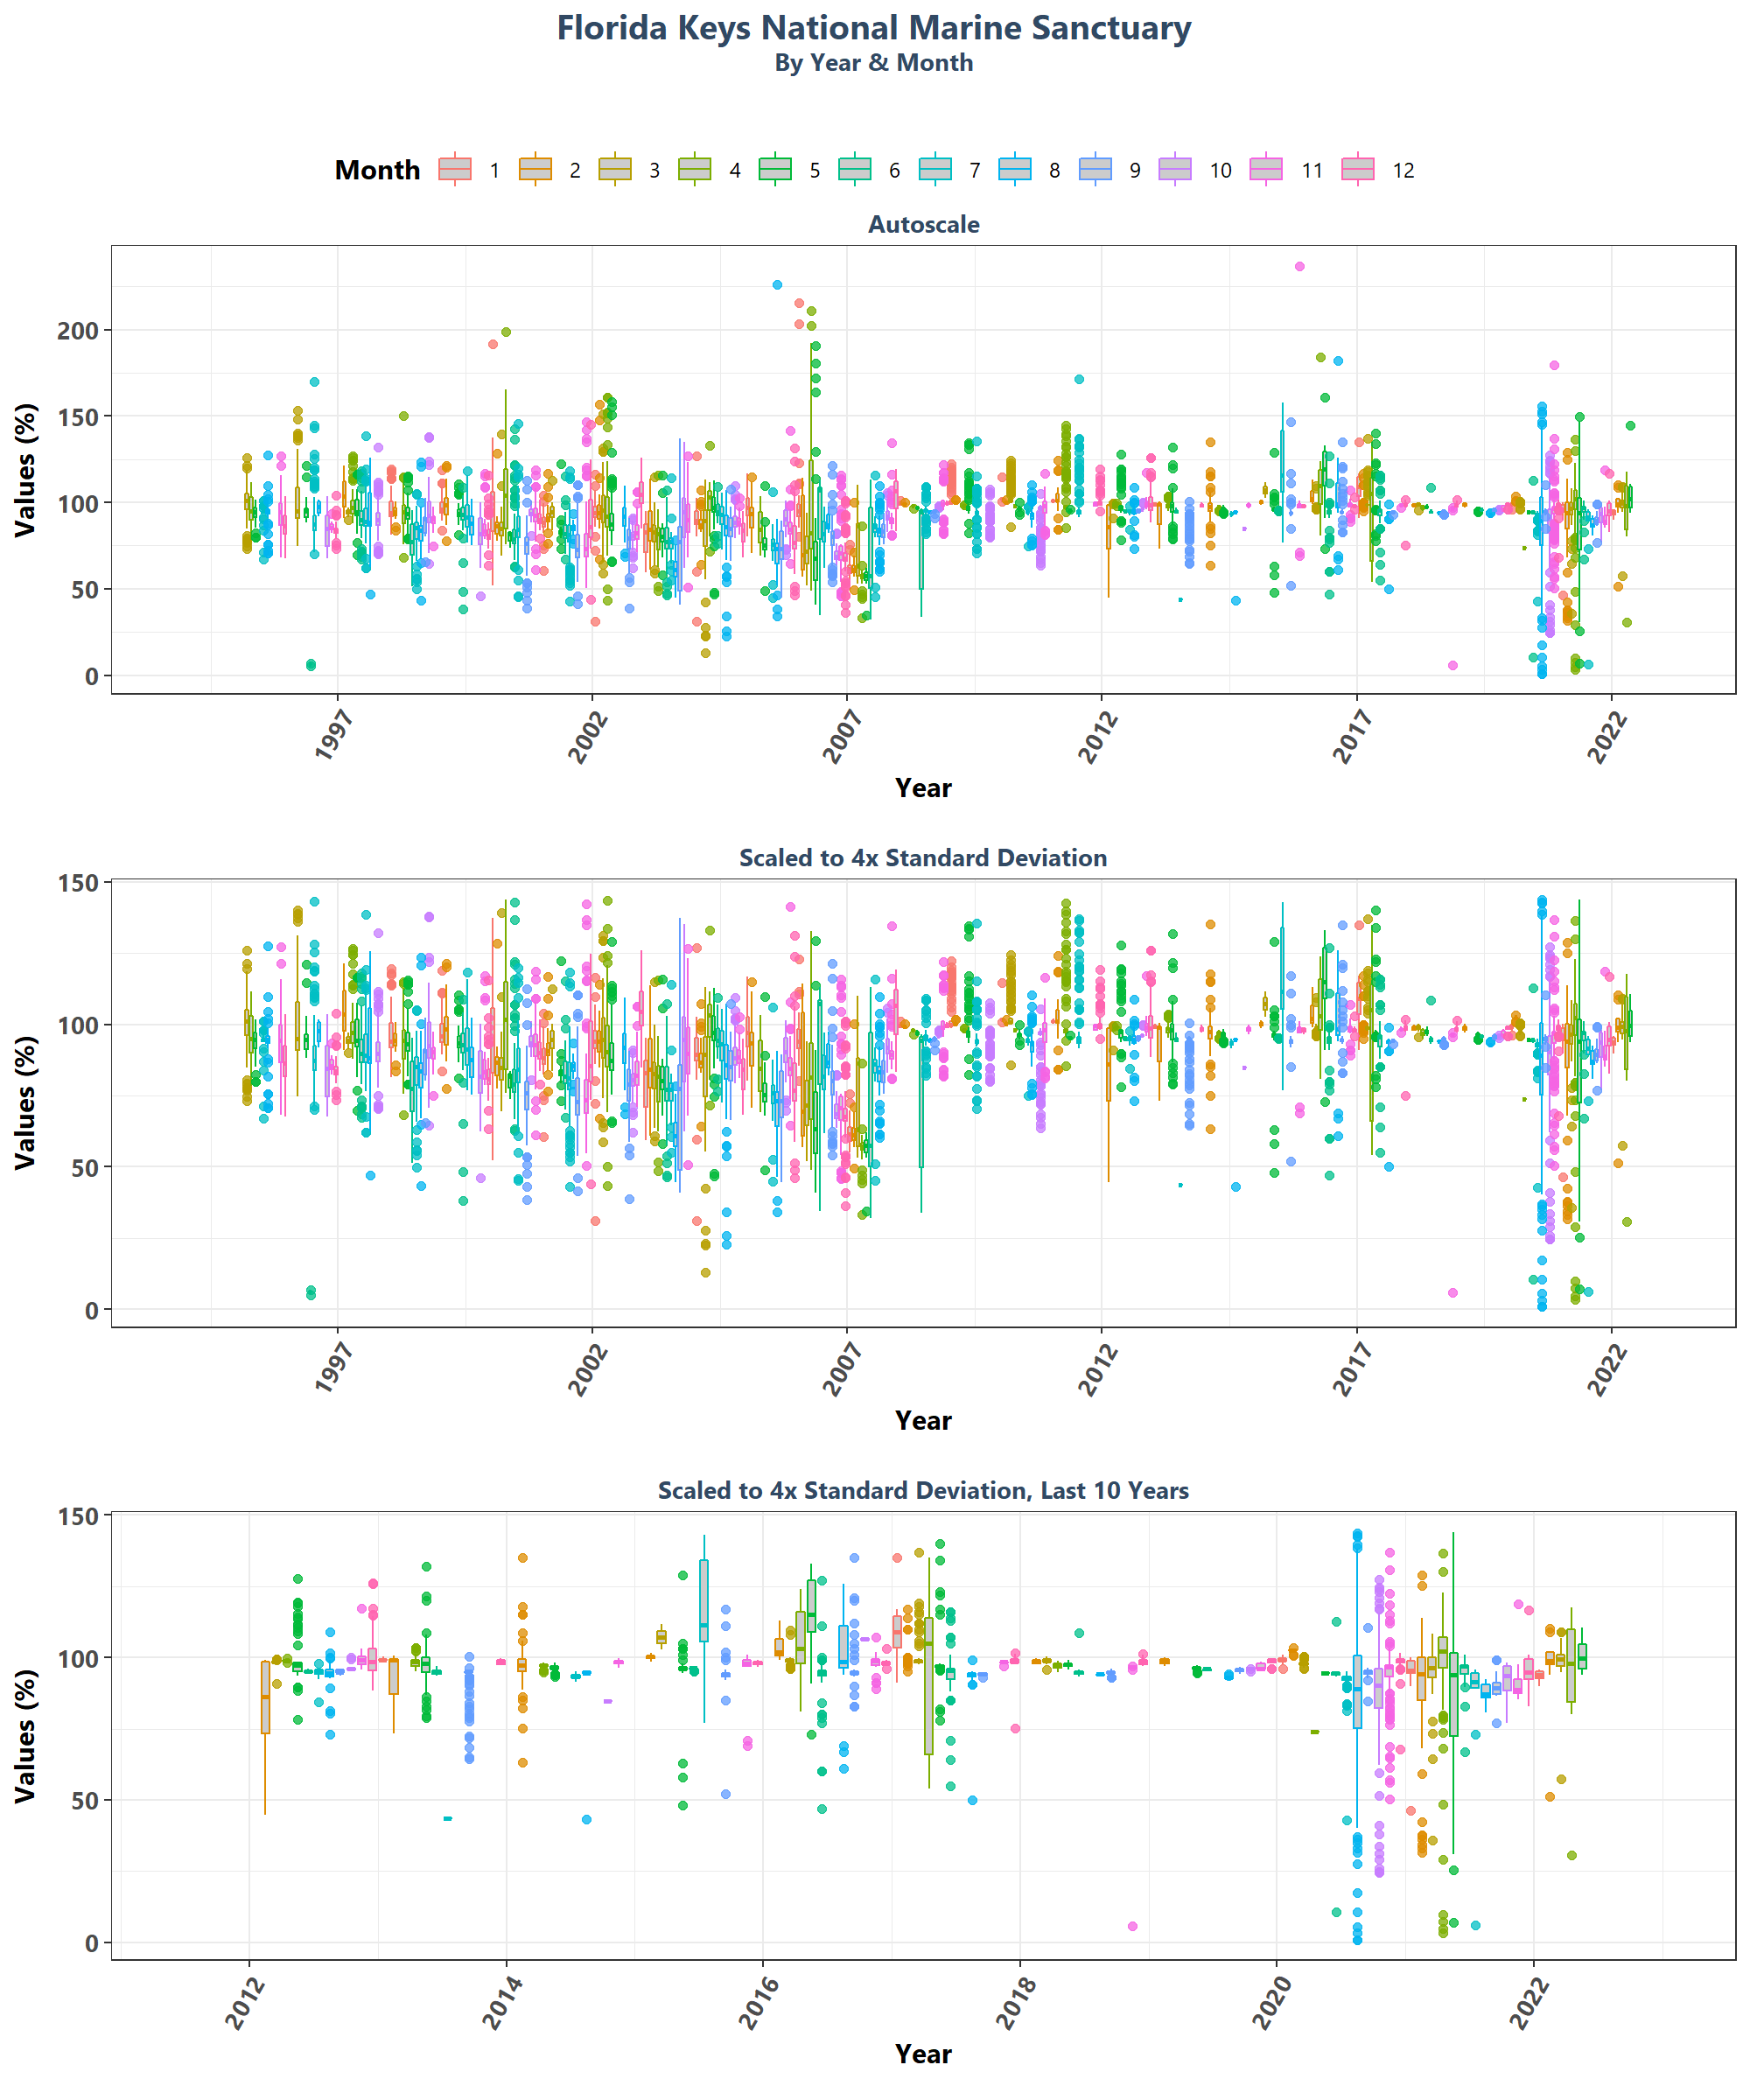 Florida Keys National Marine Sanctuary
By Year & Month
Month 1 2 3 4 5 6 7 8 9 10 11 12
Autoscale
Values (%)
200
150
100
50
0
1997 2002 2007 2012 2017 2022
Year
Scaled to 4x Standard Deviation
Values (%)
150
100
50
0
1997 2002 2007 2012 2017 2022
Year
Scaled to 4x Standard Deviation, Last 10 Years
Values (%)
150
100
50
0
2012 2014 2016 2018 2020 2022
Year